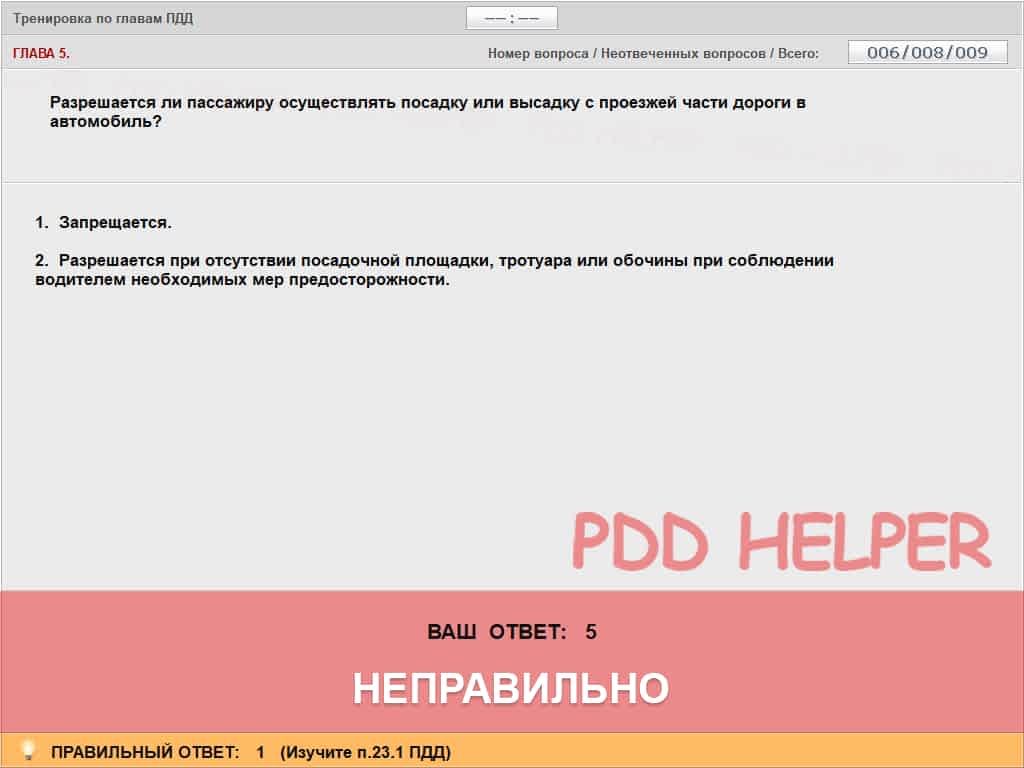 Тренировка по главам ПДД
—— : ——
ГЛАВА 5.
Номер вопроса / Неотвеченных вопросов / Всего:
006/008/009
Разрешается ли пассажиру осуществлять посадку или высадку с проезжей части дороги в
автомобиль?
1. Запрещается.
2. Разрешается при отсутствии посадочной площадки, тротуара или обочины при соблюдении
водителем необходимых мер предосторожности.
PDD HELPER
ВАШ ОТВЕТ: 5
НЕПРАВИЛЬНО
ПРАВИЛЬНЫЙ ОТВЕТ: 1 (Изучите п.23.1 ПДД)